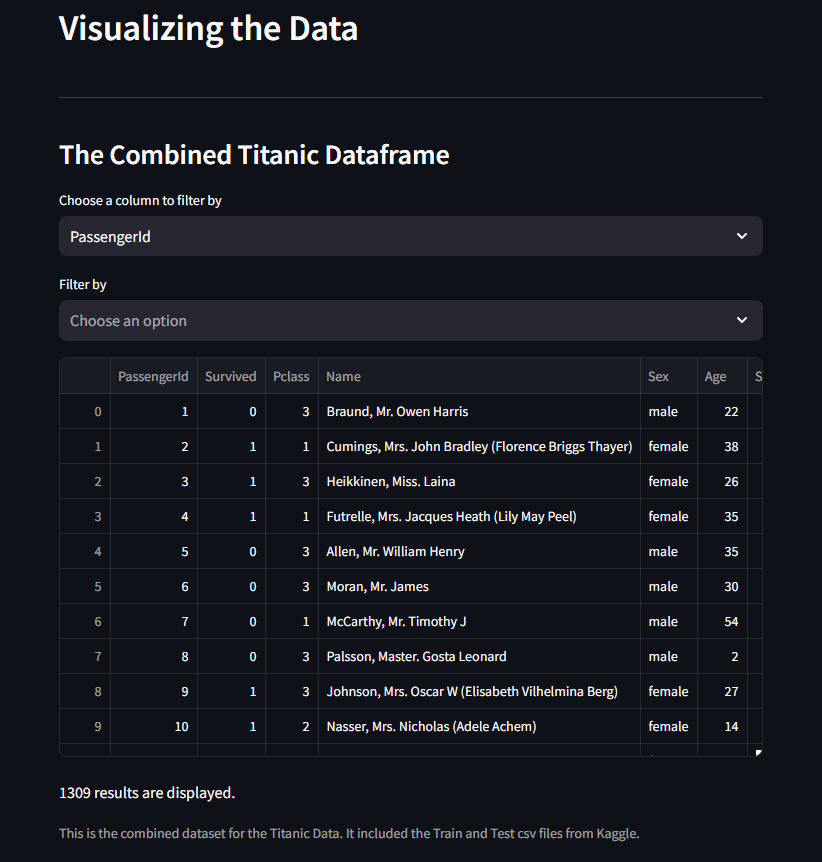 Visualizing the Data
The Combined Titanic Dataframe
Choose a column to filter by
PassengerId
Filter by
Choose an option
PassengerId Survived Pclass Name Sex Age S
0 1 0 3 Braund, Mr. Owen Harris male 22
1 2 1 1 Cumings, Mrs. John Bradley (Florence Briggs Thayer) female 38
2 3 1 3 Heikkinen, Miss. Laina female 26
3 4 1 1 Futrelle, Mrs. Jacques Heath (Lily May Peel) female 35
4 5 0 3 Allen, Mr. William Henry male 35
5 6 0 3 Moran, Mr. James male 30
6 7 0 1 McCarthy, Mr. Timothy J male 54
7 8 0 3 Palsson, Master. Gosta Leonard male 2
8 9 1 3 Johnson, Mrs. Oscar W (Elisabeth Vilhelmina Berg) female 27
9 10 1 2 Nasser, Mrs. Nicholas (Adele Achem) female 14
1309 results are displayed.
This is the combined dataset for the Titanic Data. It included the Train and Test csv files from Kaggle.